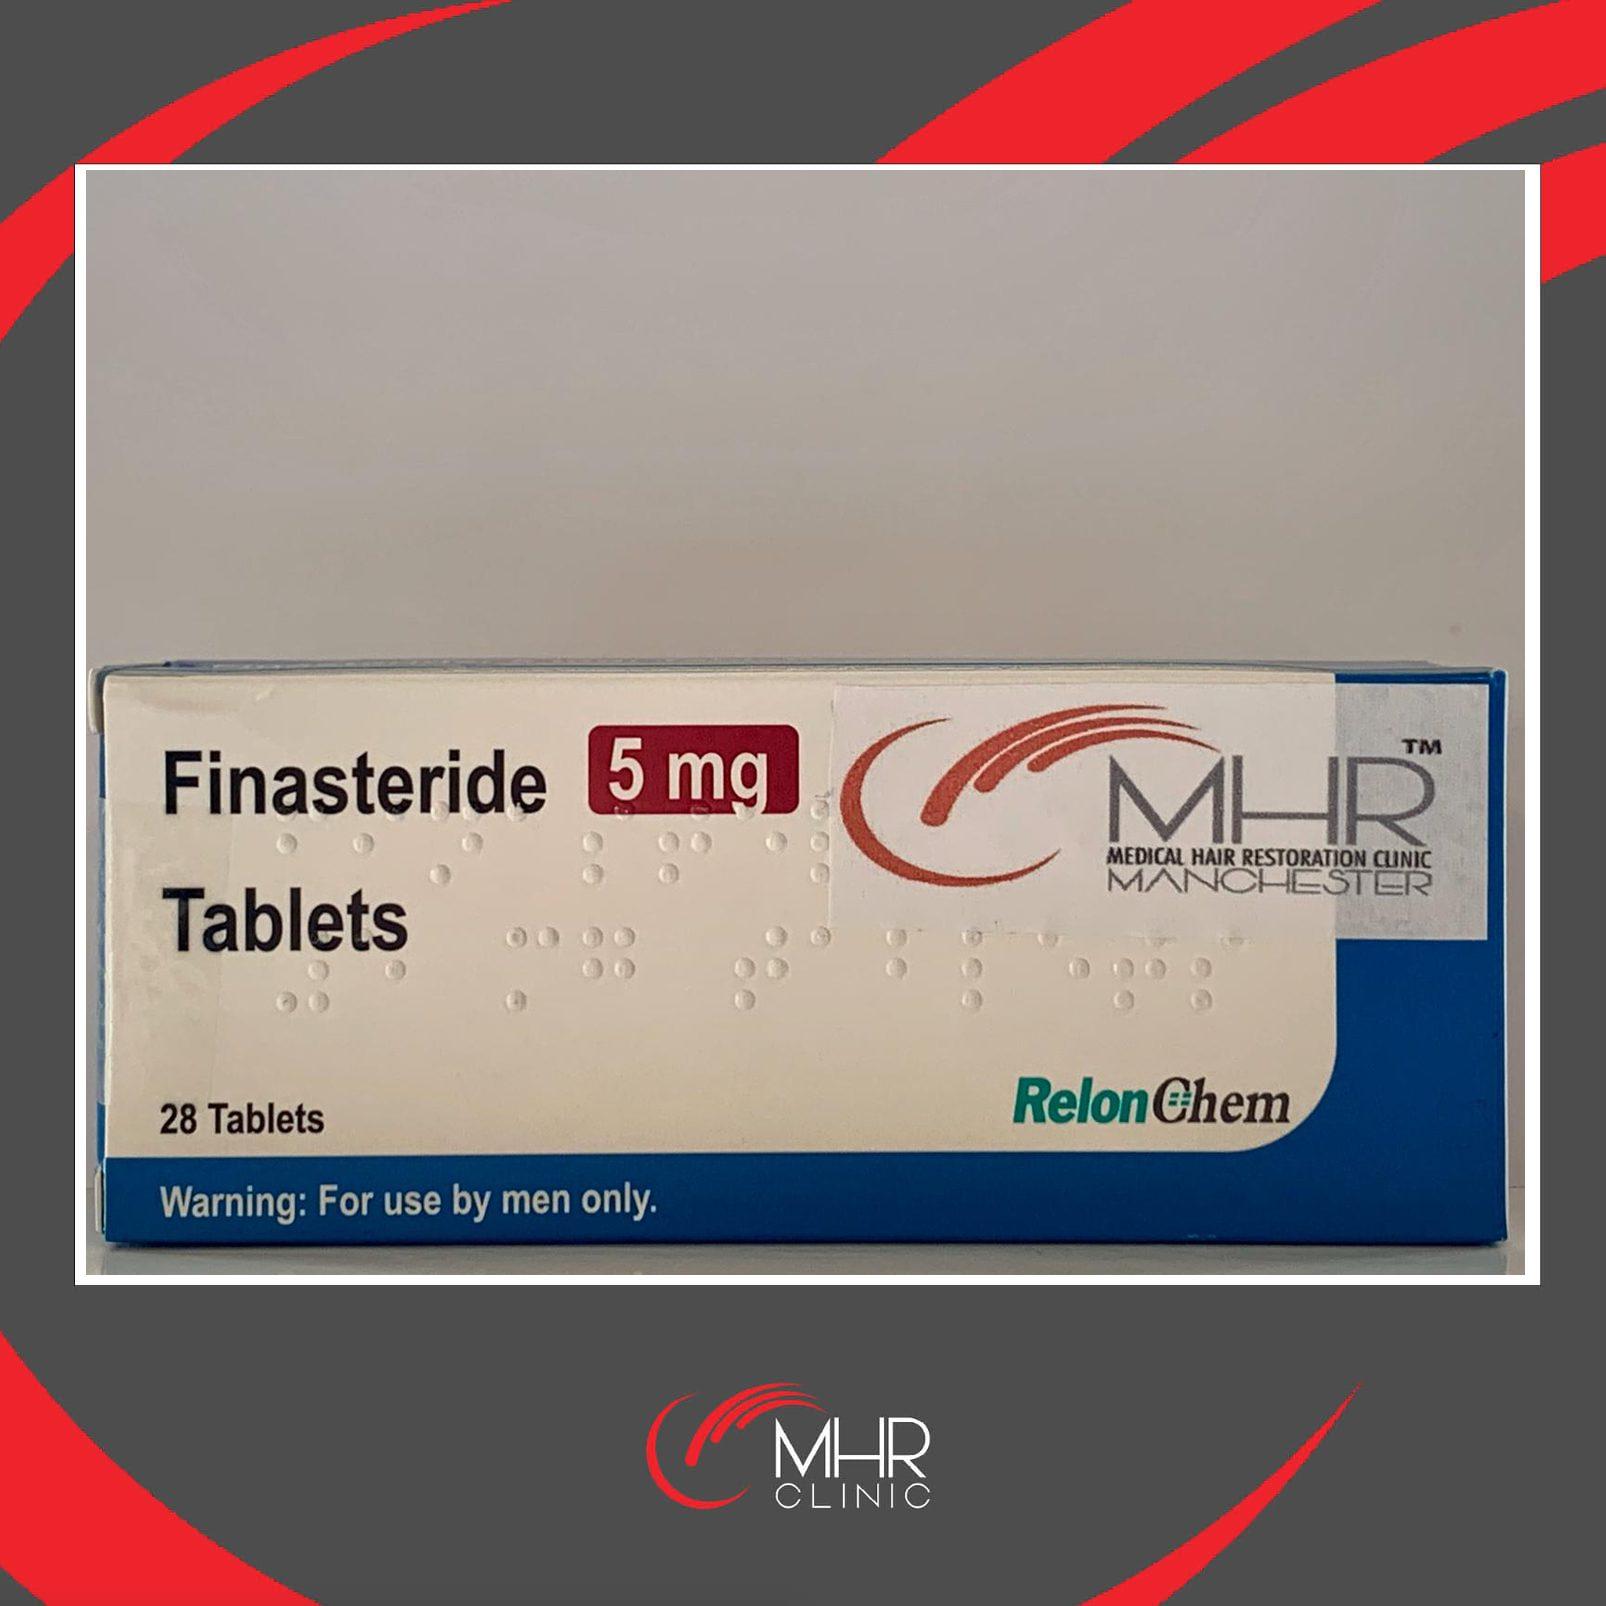 Finasteride 5 mg
Tablets
28 Tablets
Warning: For use by men only.
MHR™
MEDICAL HAIR RESTORATION CLINIC
MANCHESTER
RelonChem
MHR
CLINIC